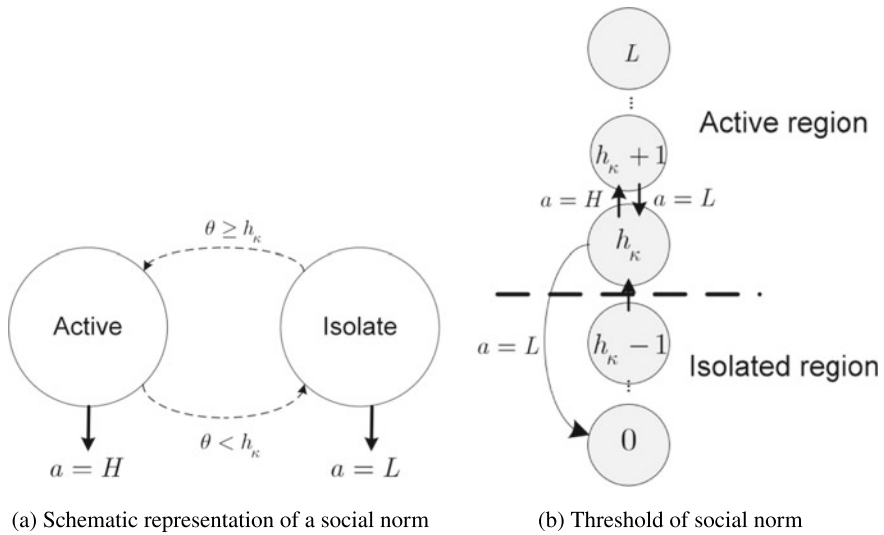 θ ≥ h_κ
Active
Isolate
θ < h_κ
a = H
a = L
(a) Schematic representation of a social norm
L
⋮
Active region
h_κ + 1
a = H
a = L
h_κ
a = L
h_κ − 1
Isolated region
⋮
0
(b) Threshold of social norm